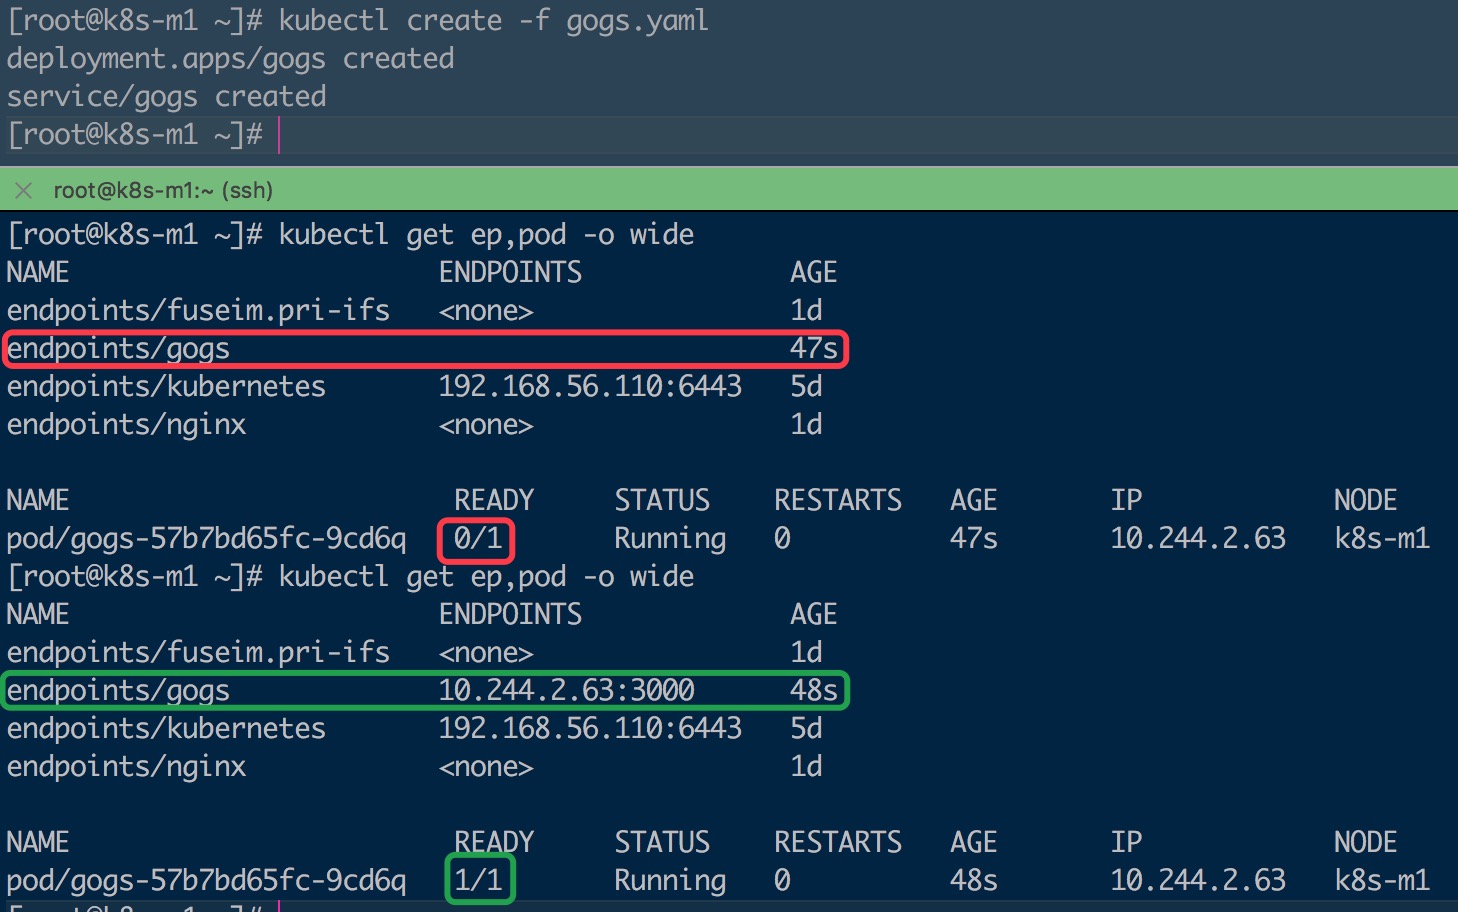 [root@k8s-m1 ~]# kubectl create -f gogs.yaml
deployment.apps/gogs created
service/gogs created
[root@k8s-m1 ~]#
root@k8s-m1:~ (ssh)
[root@k8s-m1 ~]# kubectl get ep,pod -o wide
NAME ENDPOINTS AGE
endpoints/fuseim.pri-ifs <none> 1d
endpoints/gogs 47s
endpoints/kubernetes 192.168.56.110:6443 5d
endpoints/nginx <none> 1d
NAME READY STATUS RESTARTS AGE IP NODE
pod/gogs-57b7bd65fc-9cd6q 0/1 Running 0 47s 10.244.2.63 k8s-m1
[root@k8s-m1 ~]# kubectl get ep,pod -o wide
NAME ENDPOINTS AGE
endpoints/fuseim.pri-ifs <none> 1d
endpoints/gogs 10.244.2.63:3000 48s
endpoints/kubernetes 192.168.56.110:6443 5d
endpoints/nginx <none> 1d
NAME READY STATUS RESTARTS AGE IP NODE
pod/gogs-57b7bd65fc-9cd6q 1/1 Running 0 48s 10.244.2.63 k8s-m1